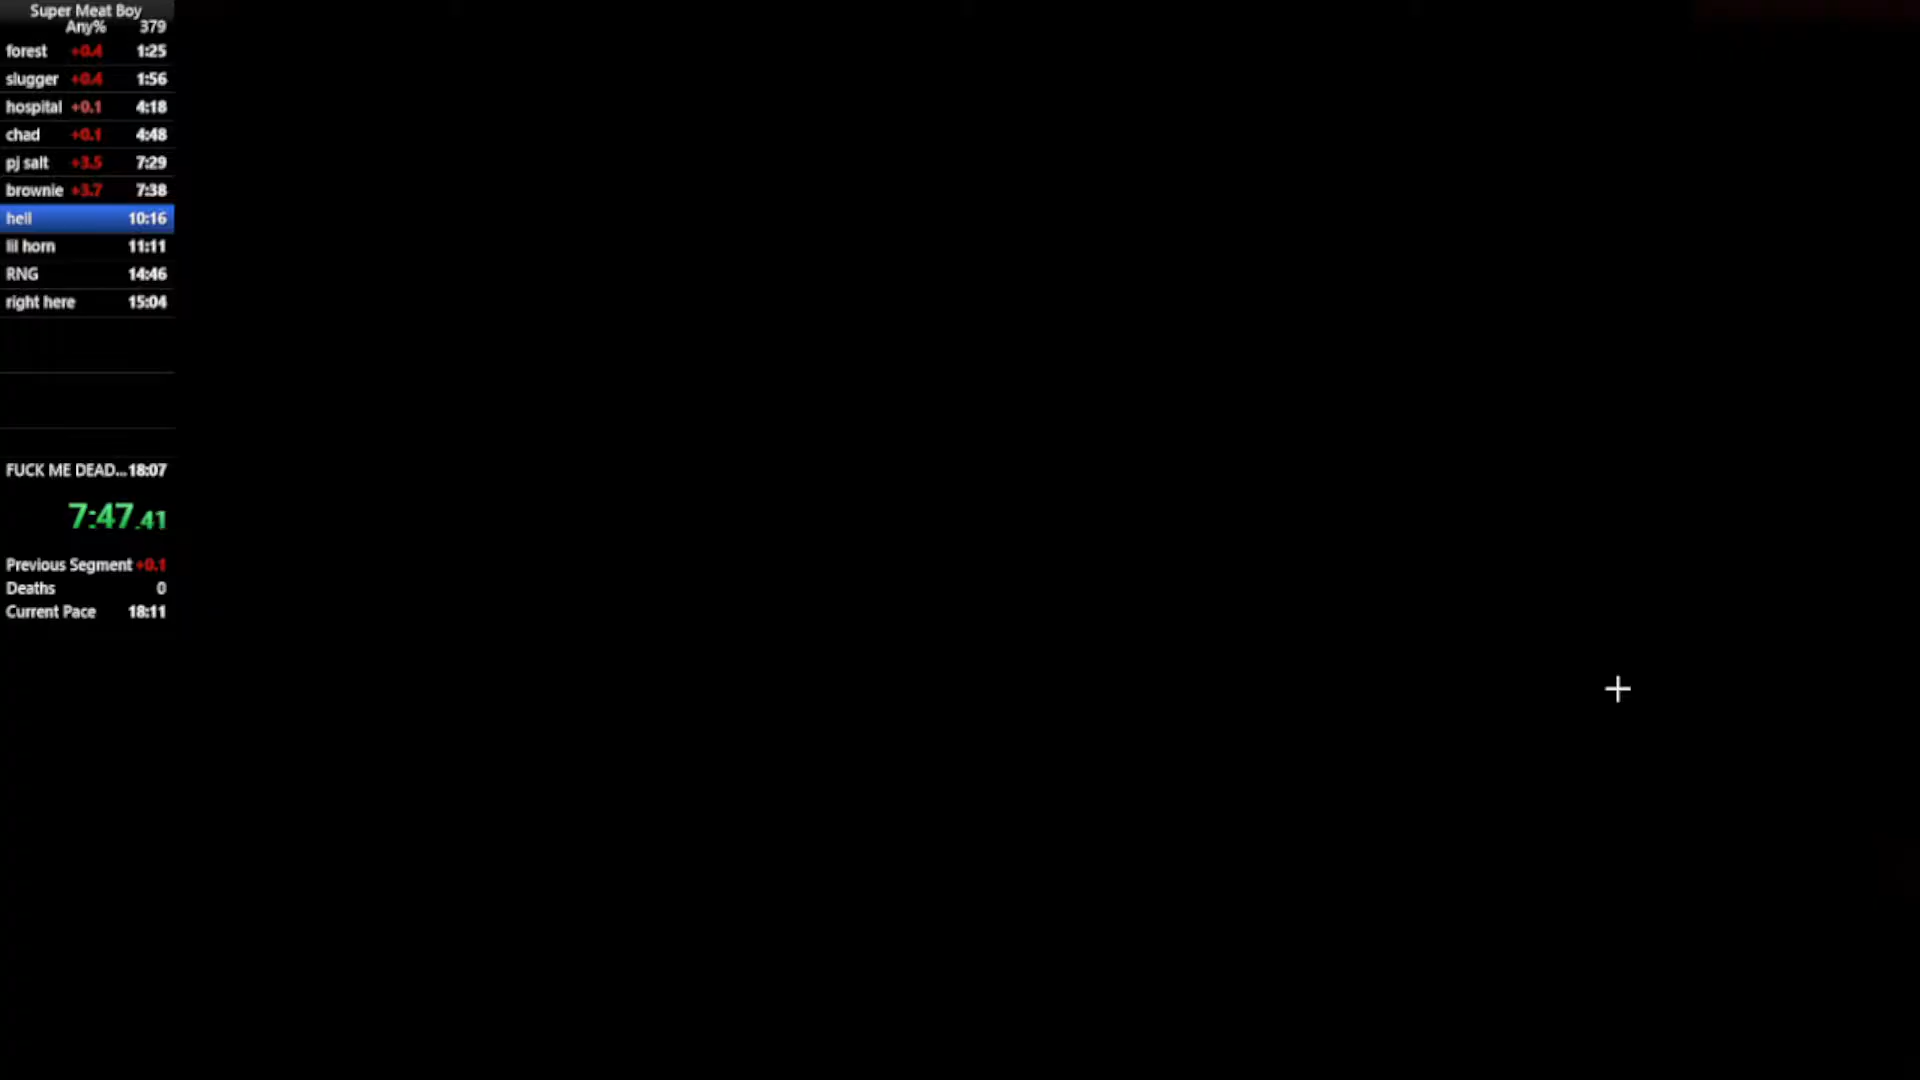 Super Meat Boy
Any% 379
forest +0.4 1:25
slugger +0.4 1:56
hospital +0.1 4:18
chad +0.1 4:48
pj salt +3.5 7:29
brownie +3.7 7:38
hell 10:16
lil horn 11:11
RNG 14:46
right here 15:04
FUCK ME DEAD... 18:07
7:47.41
Previous Segment +0.1
Deaths 0
Current Pace 18:11